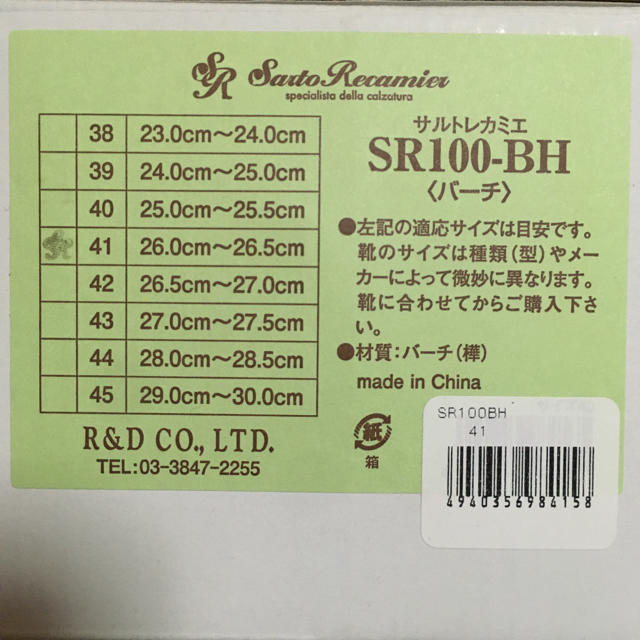 SR Sarto Recamier
specialista della calzatura
38 23.0cm〜24.0cm
39 24.0cm〜25.0cm
40 25.0cm〜25.5cm
41 26.0cm〜26.5cm
42 26.5cm〜27.0cm
43 27.0cm〜27.5cm
44 28.0cm〜28.5cm
45 29.0cm〜30.0cm
R&D CO., LTD.
TEL:03-3847-2255
サルトレカミエ
SR100-BH
〈バーチ〉
●左記の適応サイズは目安です。
靴のサイズは種類（型）やメー
カーによって微妙に異なります。
靴に合わせてからご購入下さ
い。
●材質：バーチ（樺）
made in China
紙
箱
SR100BH
41
4940356984158